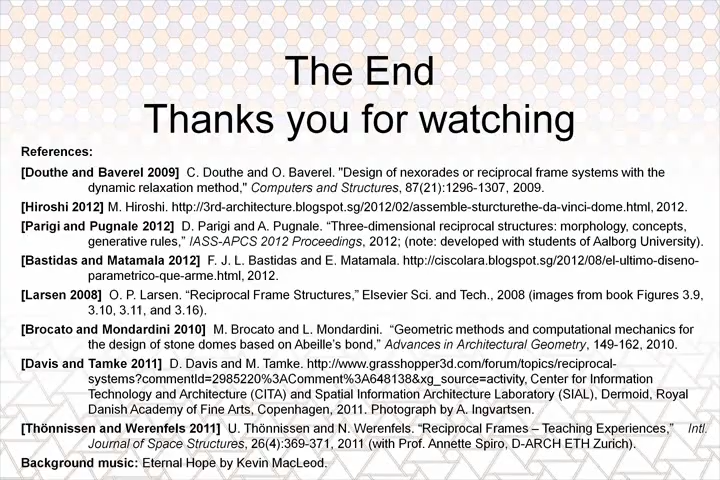 The End
Thanks you for watching
References:
[Douthe and Baverel 2009] C. Douthe and O. Baverel. "Design of nexorades or reciprocal frame systems with the
dynamic relaxation method," Computers and Structures, 87(21):1296-1307, 2009.
[Hiroshi 2012] M. Hiroshi. http://3rd-architecture.blogspot.sg/2012/02/assemble-sturcturethe-da-vinci-dome.html, 2012.
[Parigi and Pugnale 2012] D. Parigi and A. Pugnale. “Three-dimensional reciprocal structures: morphology, concepts,
generative rules,” IASS-APCS 2012 Proceedings, 2012; (note: developed with students of Aalborg University).
[Bastidas and Matamala 2012] F. J. L. Bastidas and E. Matamala. http://ciscolara.blogspot.sg/2012/08/el-ultimo-diseno-
parametrico-que-arme.html, 2012.
[Larsen 2008] O. P. Larsen. “Reciprocal Frame Structures,” Elsevier Sci. and Tech., 2008 (images from book Figures 3.9,
3.10, 3.11, and 3.16).
[Brocato and Mondardini 2010] M. Brocato and L. Mondardini. “Geometric methods and computational mechanics for
the design of stone domes based on Abeille’s bond,” Advances in Architectural Geometry, 149-162, 2010.
[Davis and Tamke 2011] D. Davis and M. Tamke. http://www.grasshopper3d.com/forum/topics/reciprocal-
systems?commentId=2985220%3AComment%3A648138&xg_source=activity, Center for Information
Technology and Architecture (CITA) and Spatial Information Architecture Laboratory (SIAL), Dermoid, Royal
Danish Academy of Fine Arts, Copenhagen, 2011. Photograph by A. Ingvartsen.
[Thönnissen and Werenfels 2011] U. Thönnissen and N. Werenfels. “Reciprocal Frames – Teaching Experiences,” Intl.
Journal of Space Structures, 26(4):369-371, 2011 (with Prof. Annette Spiro, D-ARCH ETH Zurich).
Background music: Eternal Hope by Kevin MacLeod.